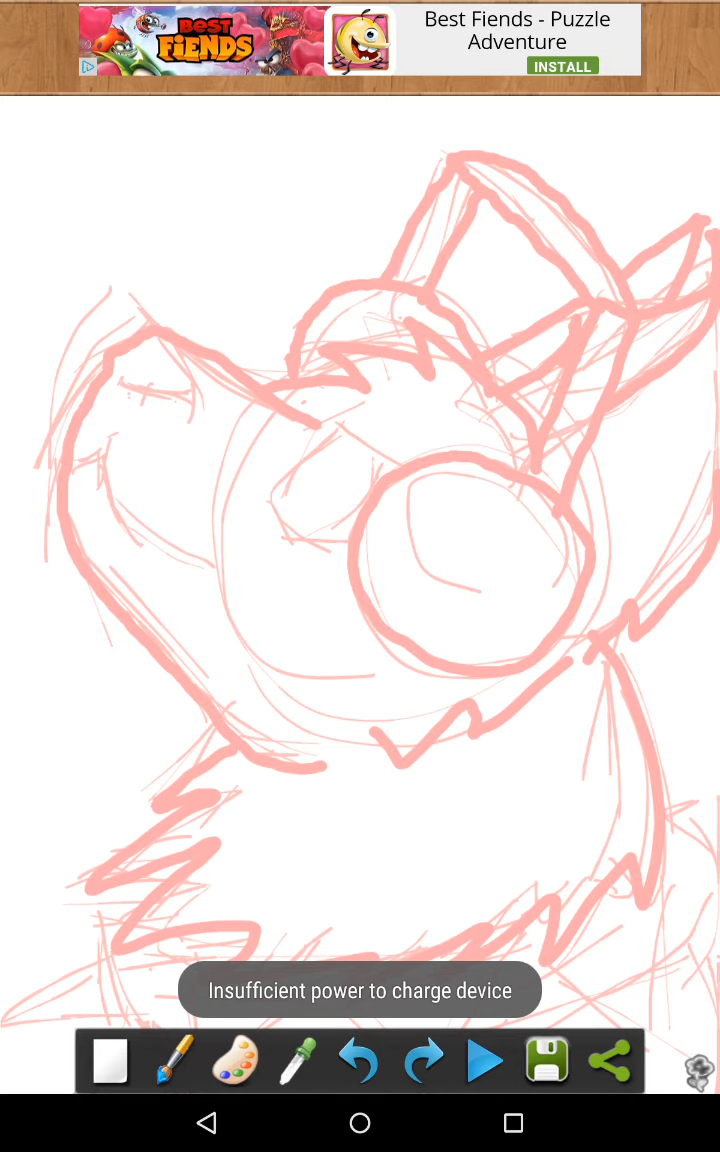 BEST
FiENDS
Best Fiends - Puzzle
Adventure
INSTALL
Insufficient power to charge device